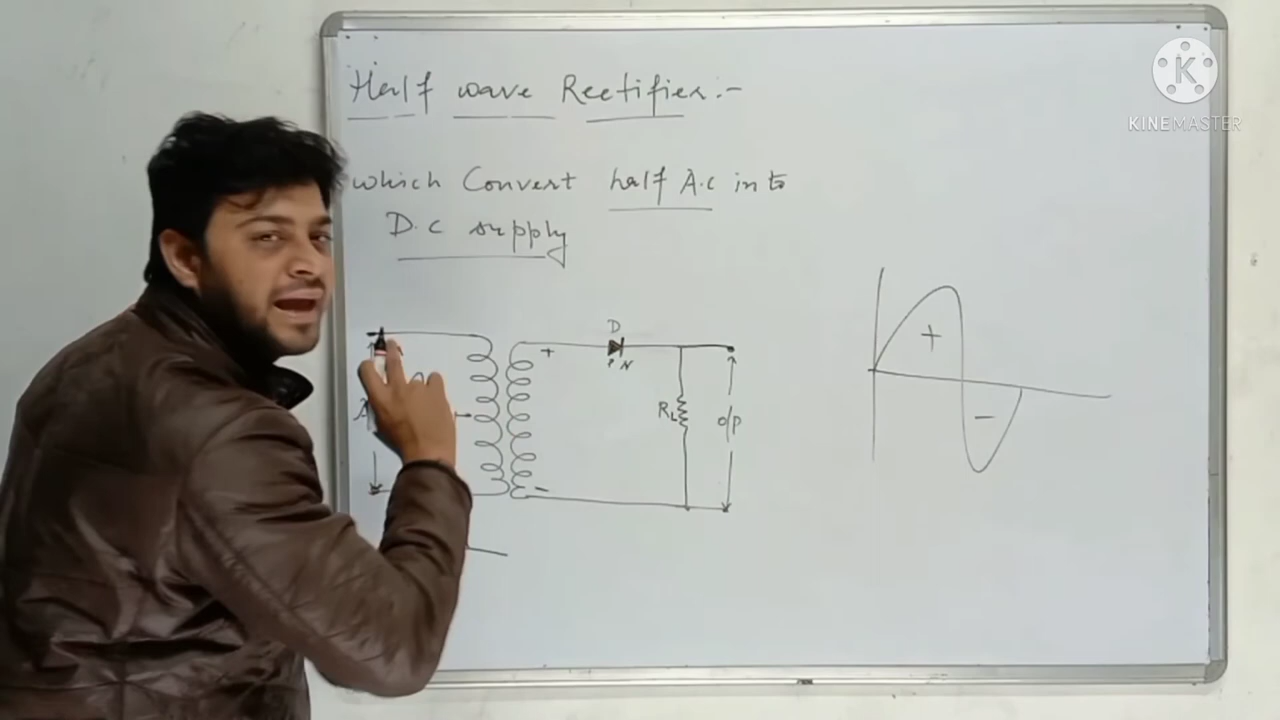 Half wave Rectifier:-
KINEMASTER
which Convert half A.C into
D.C supply
D
+
P N
RL
o/p
-
+
-